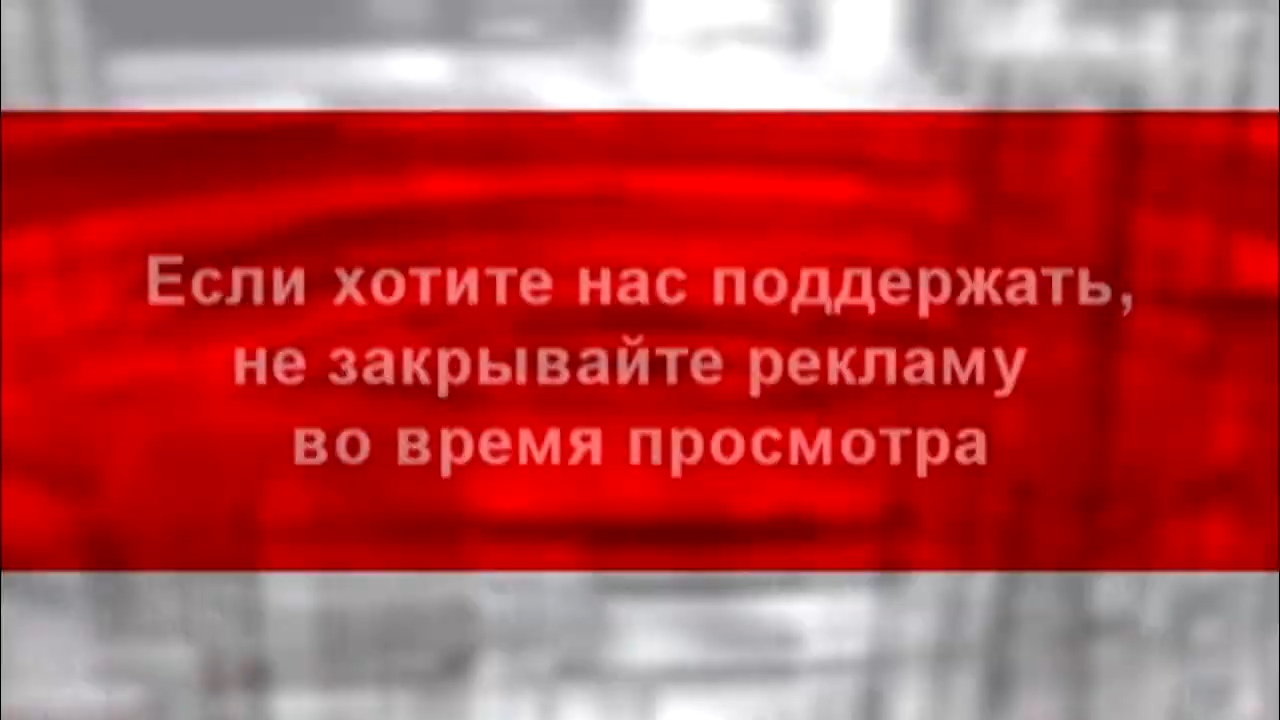 Если хотите нас поддержать,
не закрывайте рекламу
во время просмотра